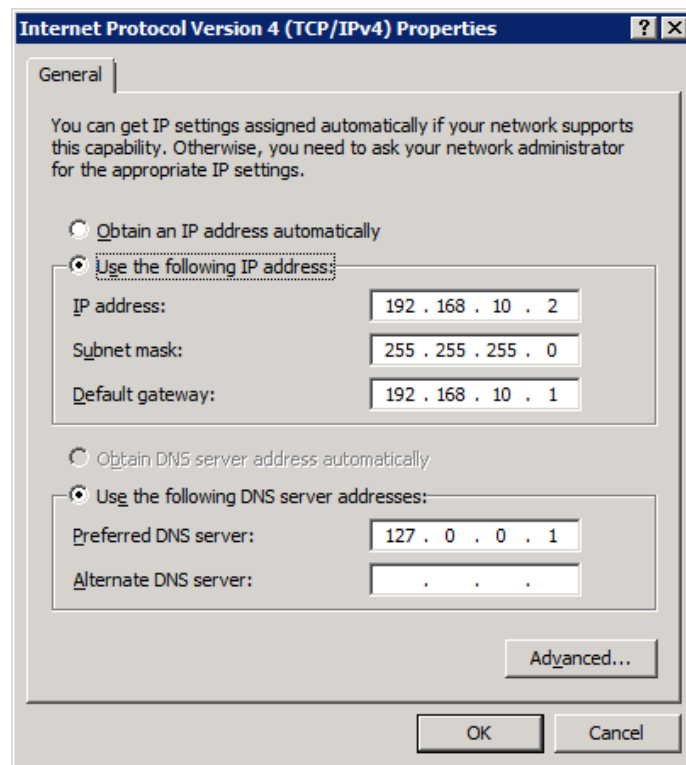 Internet Protocol Version 4 (TCP/IPv4) Properties
General
You can get IP settings assigned automatically if your network supports
this capability. Otherwise, you need to ask your network administrator
for the appropriate IP settings.
Obtain an IP address automatically
Use the following IP address:
IP address: 192 . 168 . 10 . 2
Subnet mask: 255 . 255 . 255 . 0
Default gateway: 192 . 168 . 10 . 1
Obtain DNS server address automatically
Use the following DNS server addresses:
Preferred DNS server: 127 . 0 . 0 . 1
Alternate DNS server: . . .
Advanced...
OK Cancel